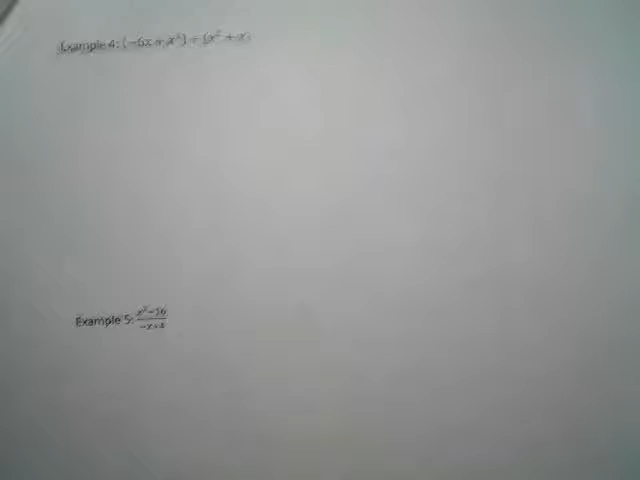 Example 4: (−6x + x³) ÷ (x² + x)
Example 5: x²−16 / −x+4